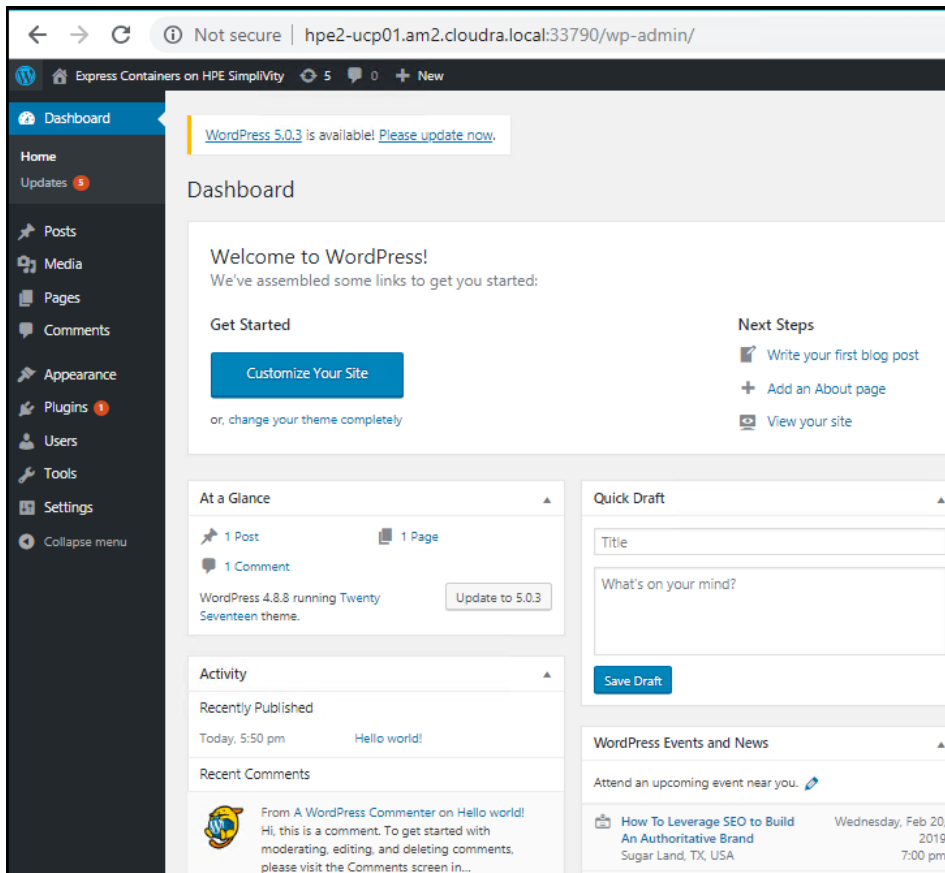 Not secure | hpe2-ucp01.am2.cloudra.local:33790/wp-admin/
Express Containers on HPE SimpliVity 5 0 New
Dashboard
Home
Updates 5
Posts
Media
Pages
Comments
Appearance
Plugins 1
Users
Tools
Settings
Collapse menu
WordPress 5.0.3 is available! Please update now.
Dashboard
Welcome to WordPress!
We've assembled some links to get you started:
Get Started
Customize Your Site
or, change your theme completely
Next Steps
Write your first blog post
Add an About page
View your site
At a Glance
1 Post
1 Page
1 Comment
WordPress 4.8.8 running Twenty
Seventeen theme.
Update to 5.0.3
Activity
Recently Published
Today, 5:50 pm Hello world!
Recent Comments
From A WordPress Commenter on Hello world!
Hi, this is a comment. To get started with
moderating, editing, and deleting comments,
please visit the Comments screen in...
Quick Draft
Title
What's on your mind?
Save Draft
WordPress Events and News
Attend an upcoming event near you.
How To Leverage SEO to Build
An Authoritative Brand
Sugar Land, TX, USA
Wednesday, Feb 20,
2019
7:00 pm